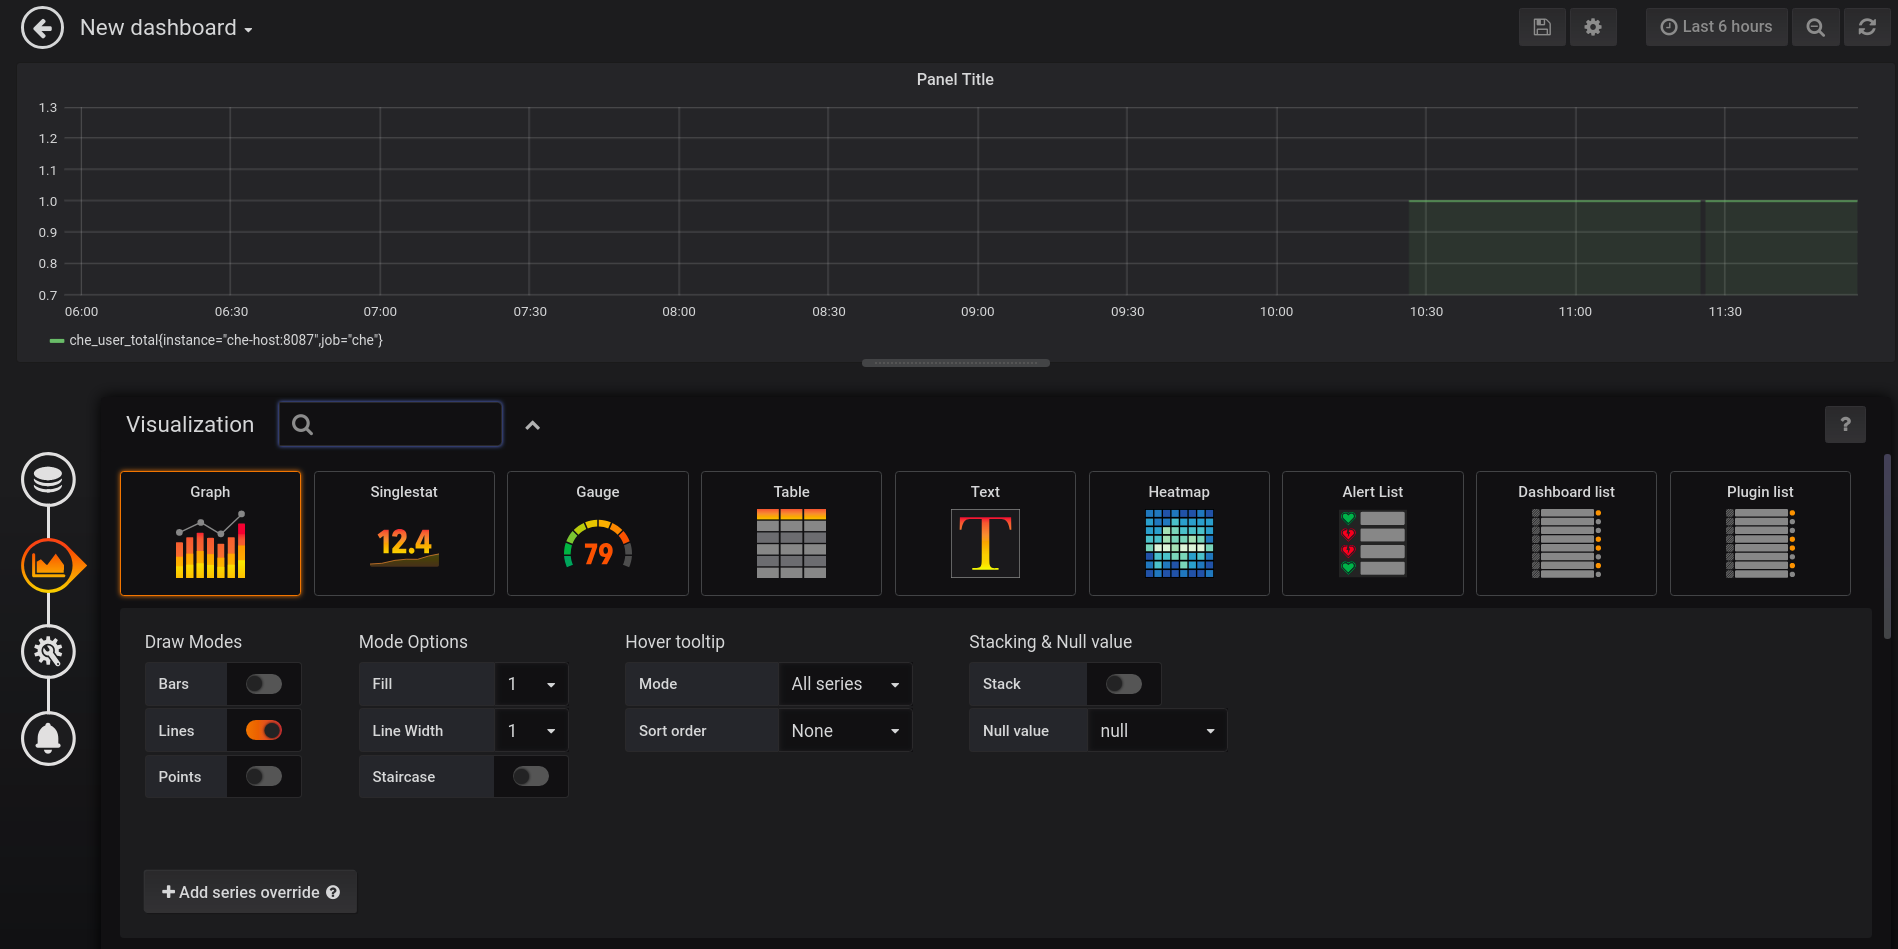 New dashboard
Last 6 hours
Panel Title
1.3
1.2
1.1
1.0
0.9
0.8
0.7
06:00 06:30 07:00 07:30 08:00 08:30 09:00 09:30 10:00 10:30 11:00 11:30
che_user_total{instance="che-host:8087",job="che"}
Visualization ?
Graph Singlestat Gauge Table Text Heatmap Alert List Dashboard list Plugin list
12.4 79 T
Draw Modes Mode Options Hover tooltip Stacking & Null value
Bars Fill 1 Mode All series Stack
Lines Line Width 1 Sort order None Null value null
Points Staircase
+ Add series override ?